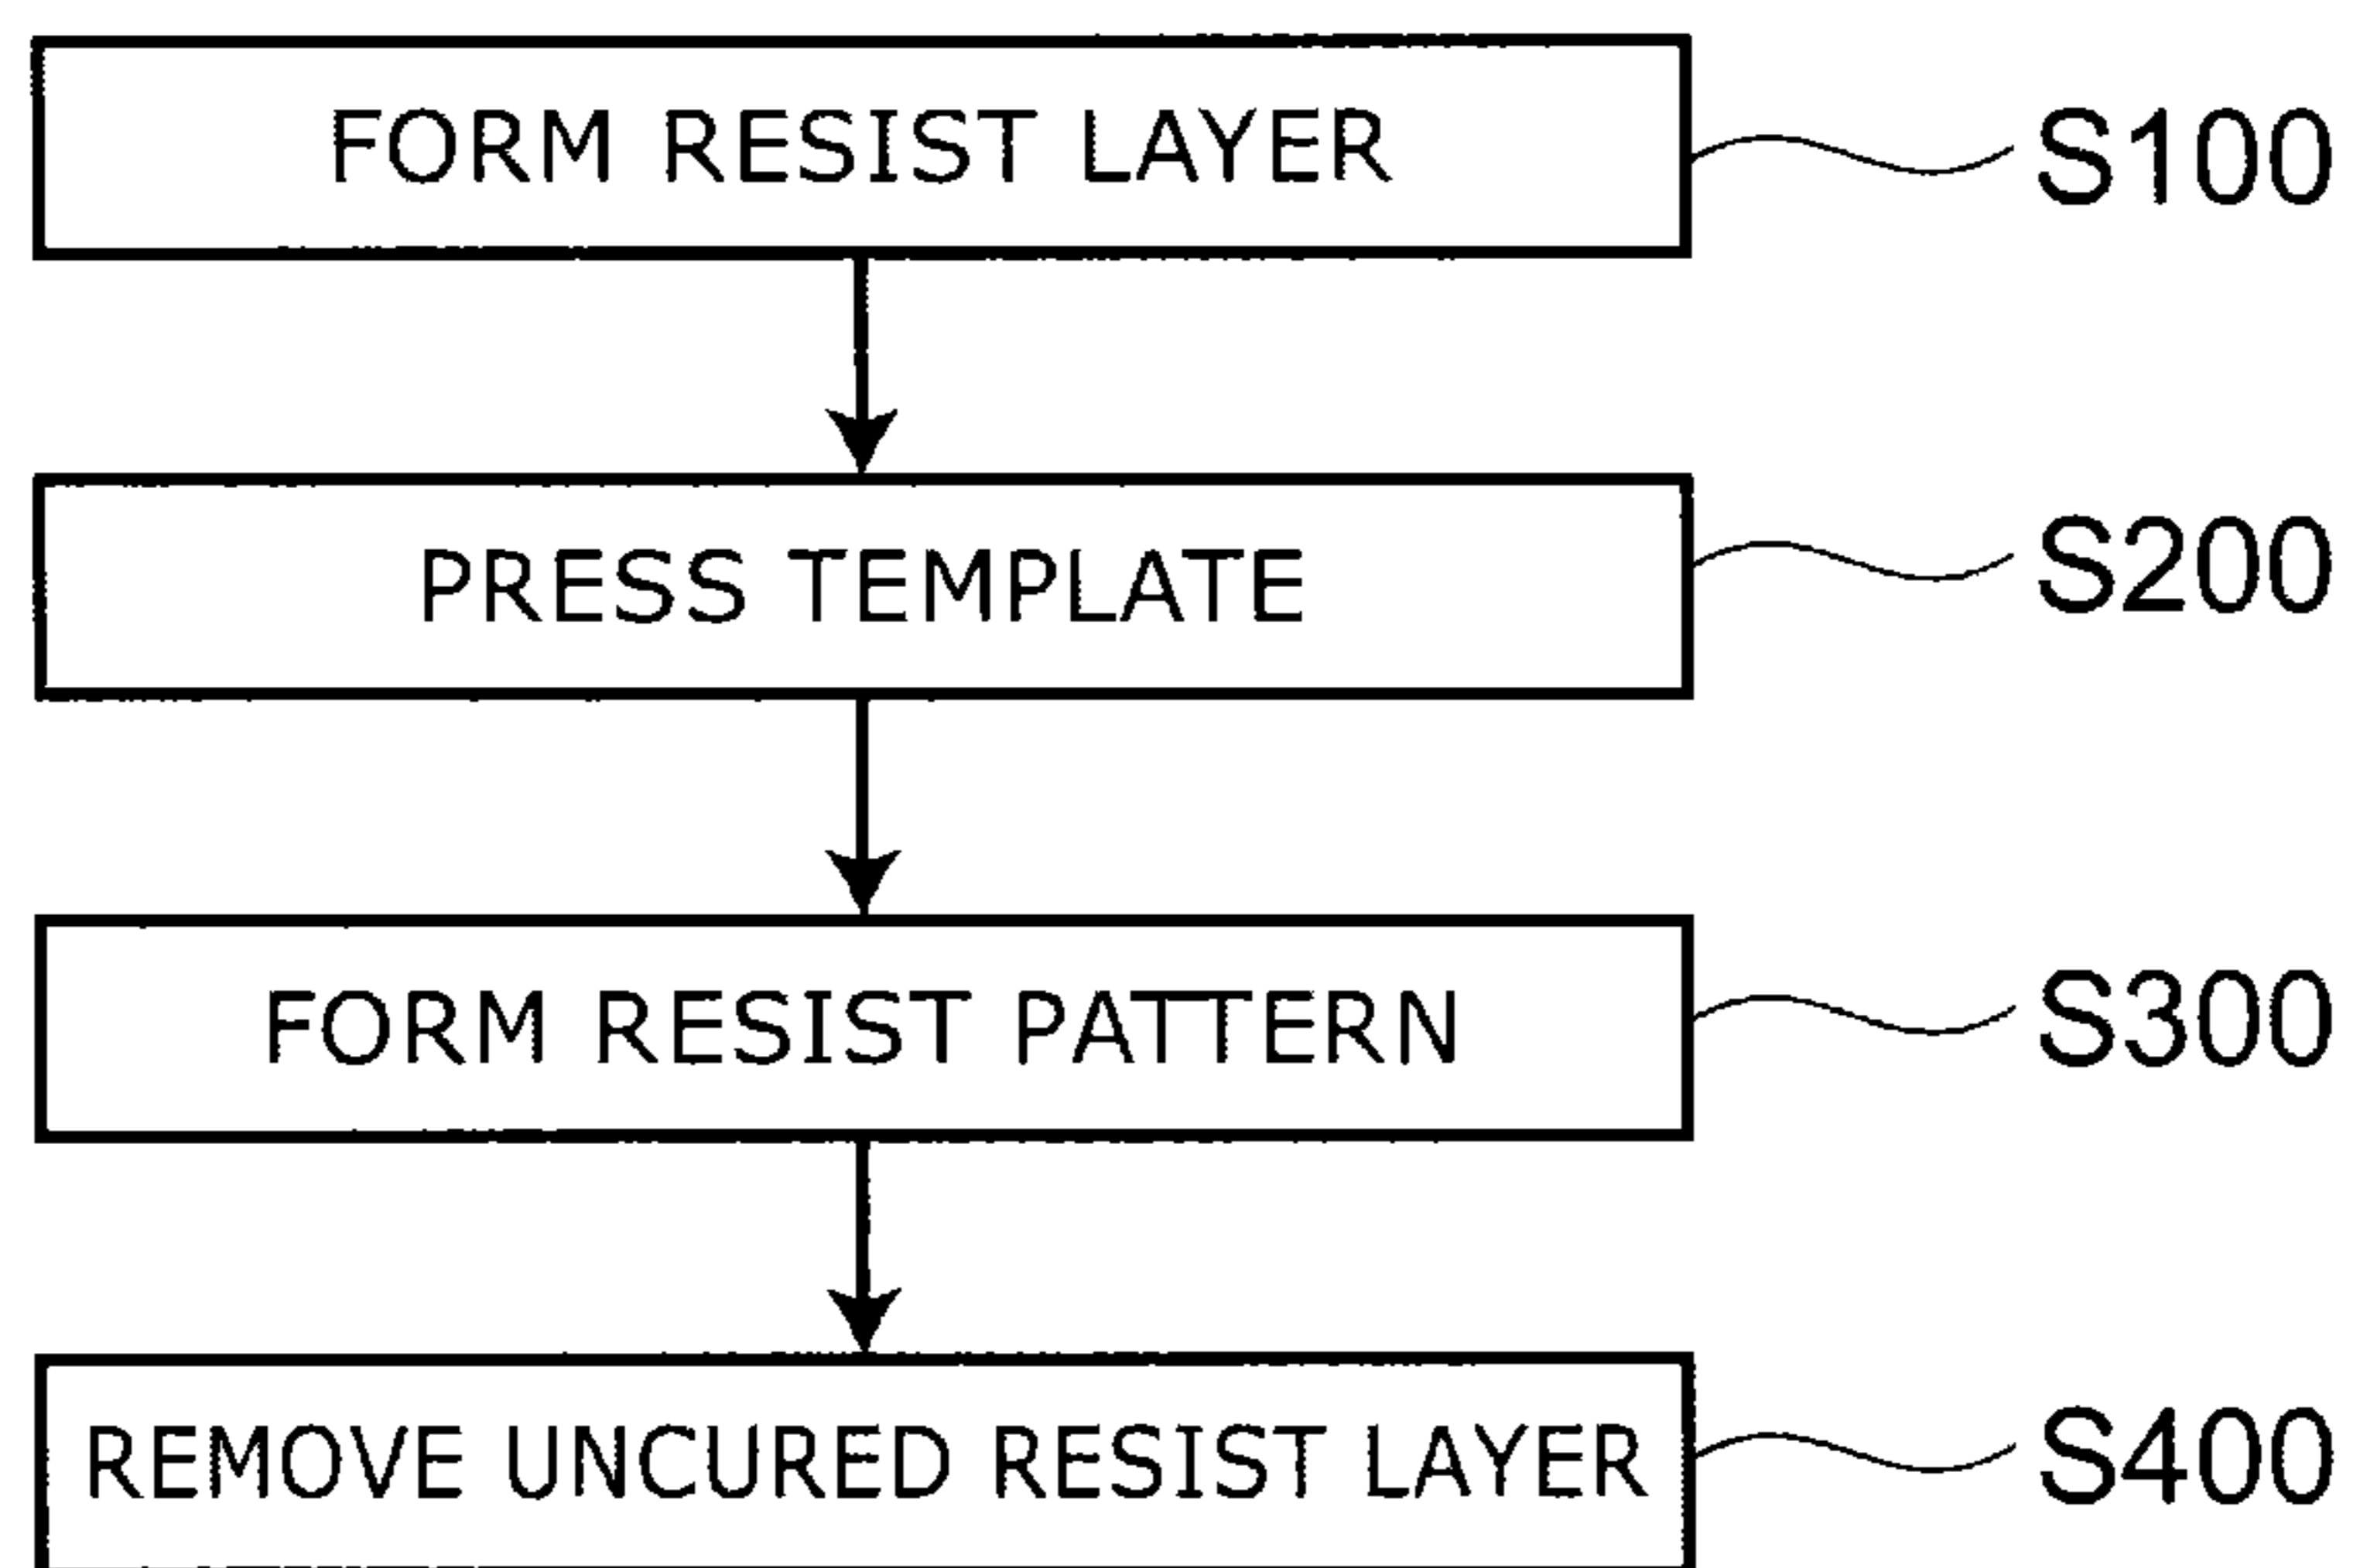 FORM RESIST LAYER S100
PRESS TEMPLATE S200
FORM RESIST PATTERN S300
REMOVE UNCURED RESIST LAYER S400